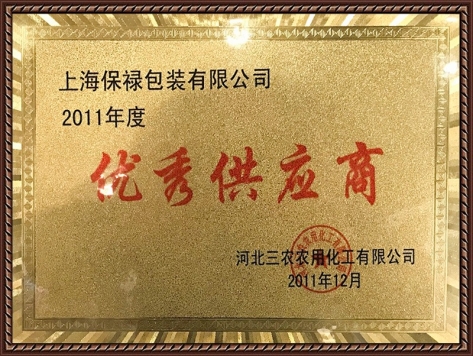 上海保禄包装有限公司
2011年度
优秀供应商
河北三农农用化工有限公司
2011年12月